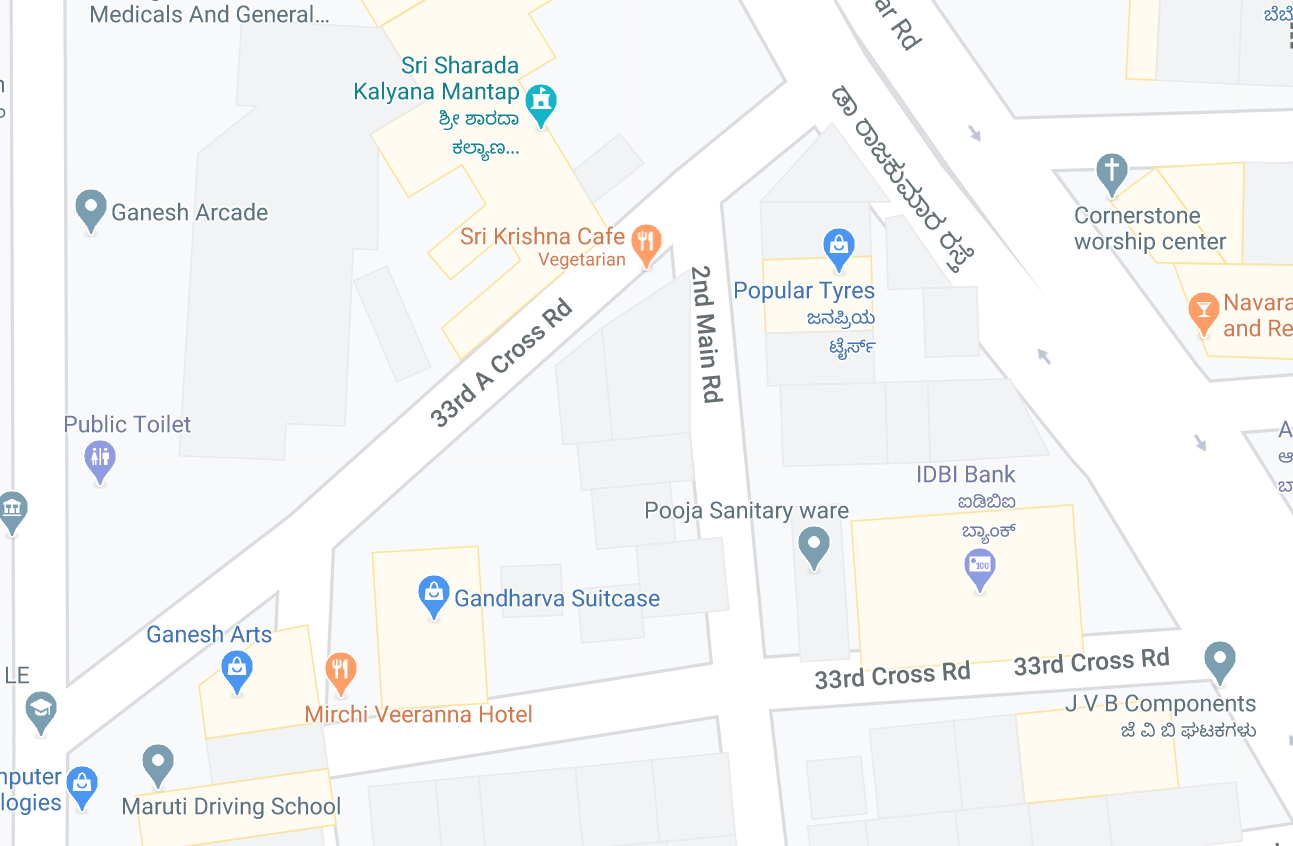 Medicals And General...
ar Rd
Sri Sharada
Kalyana Mantap
ಶ್ರೀ ಶಾರದಾ
ಕಲ್ಯಾಣ...
ಡಾ ರಾಜಕುಮಾರ ರಸ್ತೆ
Ganesh Arcade
Cornerstone
worship center
Sri Krishna Cafe
Vegetarian
2nd Main Rd
Popular Tyres
ಜನಪ್ರಿಯ
ಟೈರ್ಸ್
Navara
and Re
33rd A Cross Rd
Public Toilet
IDBI Bank
ಐಡಿಬಿಐ
ಬ್ಯಾಂಕ್
100
Pooja Sanitary ware
Gandharva Suitcase
Ganesh Arts
33rd Cross Rd
33rd Cross Rd
LE
Mirchi Veeranna Hotel
J V B Components
ಜೆ ವಿ ಬಿ ಘಟಕಗಳು
nputer
logies
Maruti Driving School